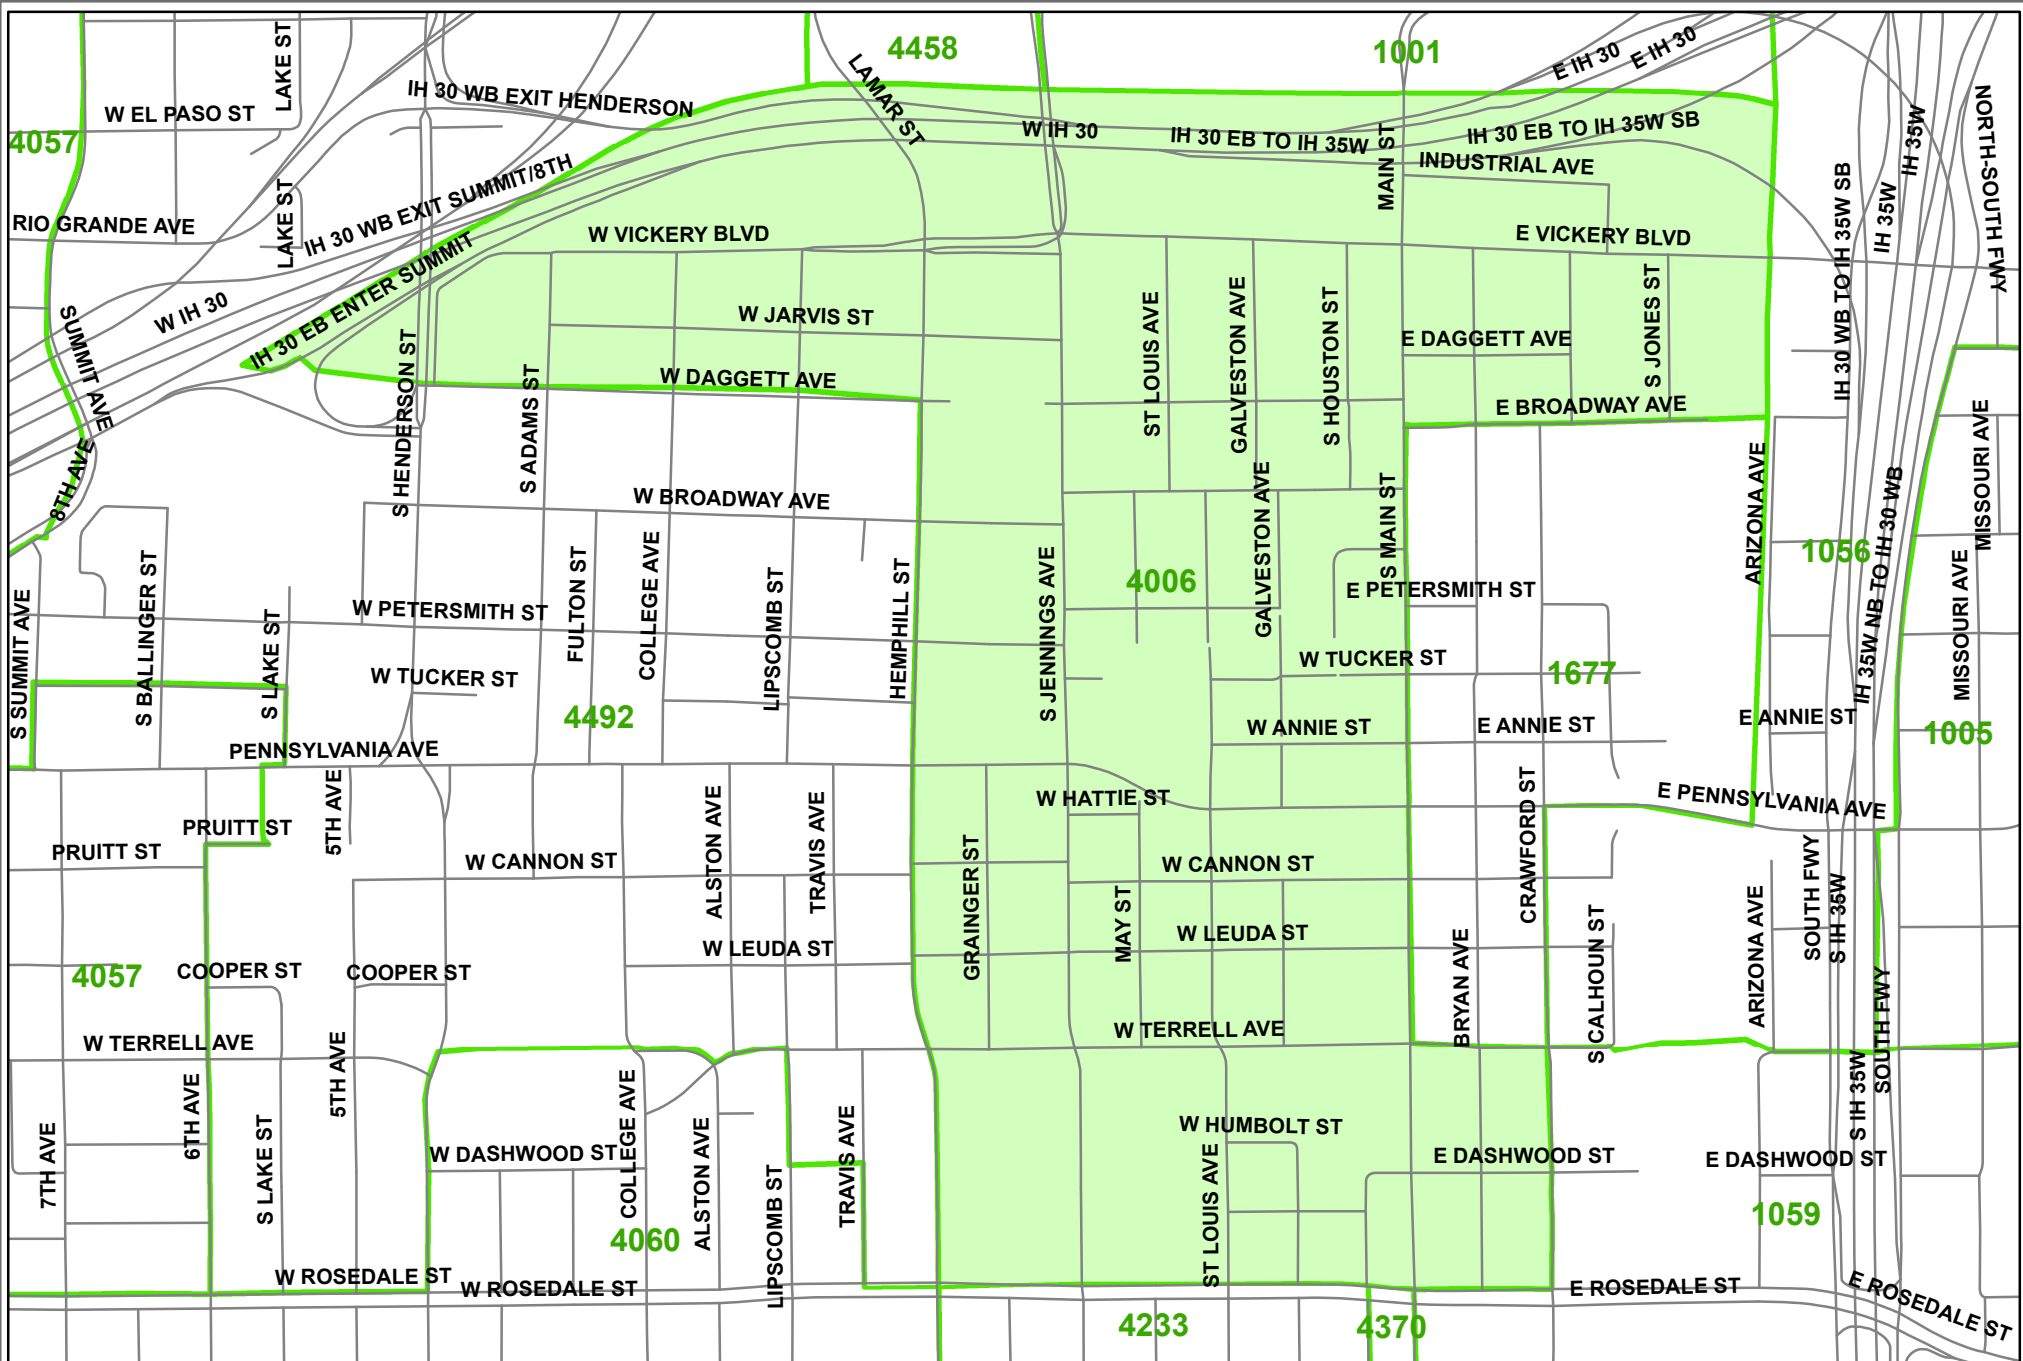 4458
1001
LAKE ST
LAMAR ST
E IH 30
E IH 30
IH 30 WB EXIT HENDERSON
W EL PASO ST
4057
W IH 30
IH 30 EB TO IH 35W
IH 30 EB TO IH 35W SB
MAIN ST
INDUSTRIAL AVE
IH 35W
NORTH-SOUTH FWY
IH 30 WB EXIT SUMMIT/8TH
LAKE ST
RIO GRANDE AVE
W VICKERY BLVD
E VICKERY BLVD
IH 35W
IH 30 WB TO IH 35W SB
IH 30 EB ENTER SUMMIT
W IH 30
SUMMIT AVE
W JARVIS ST
ST LOUIS AVE
GALVESTON AVE
S HOUSTON ST
E DAGGETT AVE
S JONES ST
W DAGGETT AVE
E BROADWAY AVE
S HENDERSON ST
S ADAMS ST
8TH AVE
W BROADWAY AVE
GALVESTON AVE
S MAIN ST
ARIZONA AVE
MISSOURI AVE
IH 35W NB TO IH 30 WB
1056
S BALLINGER ST
FULTON ST
COLLEGE AVE
LIPSCOMB ST
HEMPHILL ST
S JENNINGS AVE
4006
E PETERSMITH ST
MISSOURI AVE
S SUMMIT AVE
W PETERSMITH ST
S LAKE ST
W TUCKER ST
W TUCKER ST
1677
4492
W ANNIE ST
E ANNIE ST
E ANNIE ST
1005
PENNSYLVANIA AVE
5TH AVE
W HATTIE ST
CRAWFORD ST
E PENNSYLVANIA AVE
PRUITT ST
PRUITT ST
ALSTON AVE
TRAVIS AVE
W CANNON ST
W CANNON ST
GRAINGER ST
MAY ST
SOUTH FWY
S IH 35W
W LEUDA ST
W LEUDA ST
BRYAN AVE
S CALHOUN ST
ARIZONA AVE
4057
COOPER ST
COOPER ST
SOUTH FWY
W TERRELL AVE
W TERRELL AVE
5TH AVE
6TH AVE
7TH AVE
S LAKE ST
COLLEGE AVE
ALSTON AVE
TRAVIS AVE
W HUMBOLT ST
S IH 35W
W DASHWOOD ST
E DASHWOOD ST
E DASHWOOD ST
LIPSCOMB ST
ST LOUIS AVE
4060
1059
W ROSEDALE ST
W ROSEDALE ST
E ROSEDALE ST
E ROSEDALE ST
4233
4370